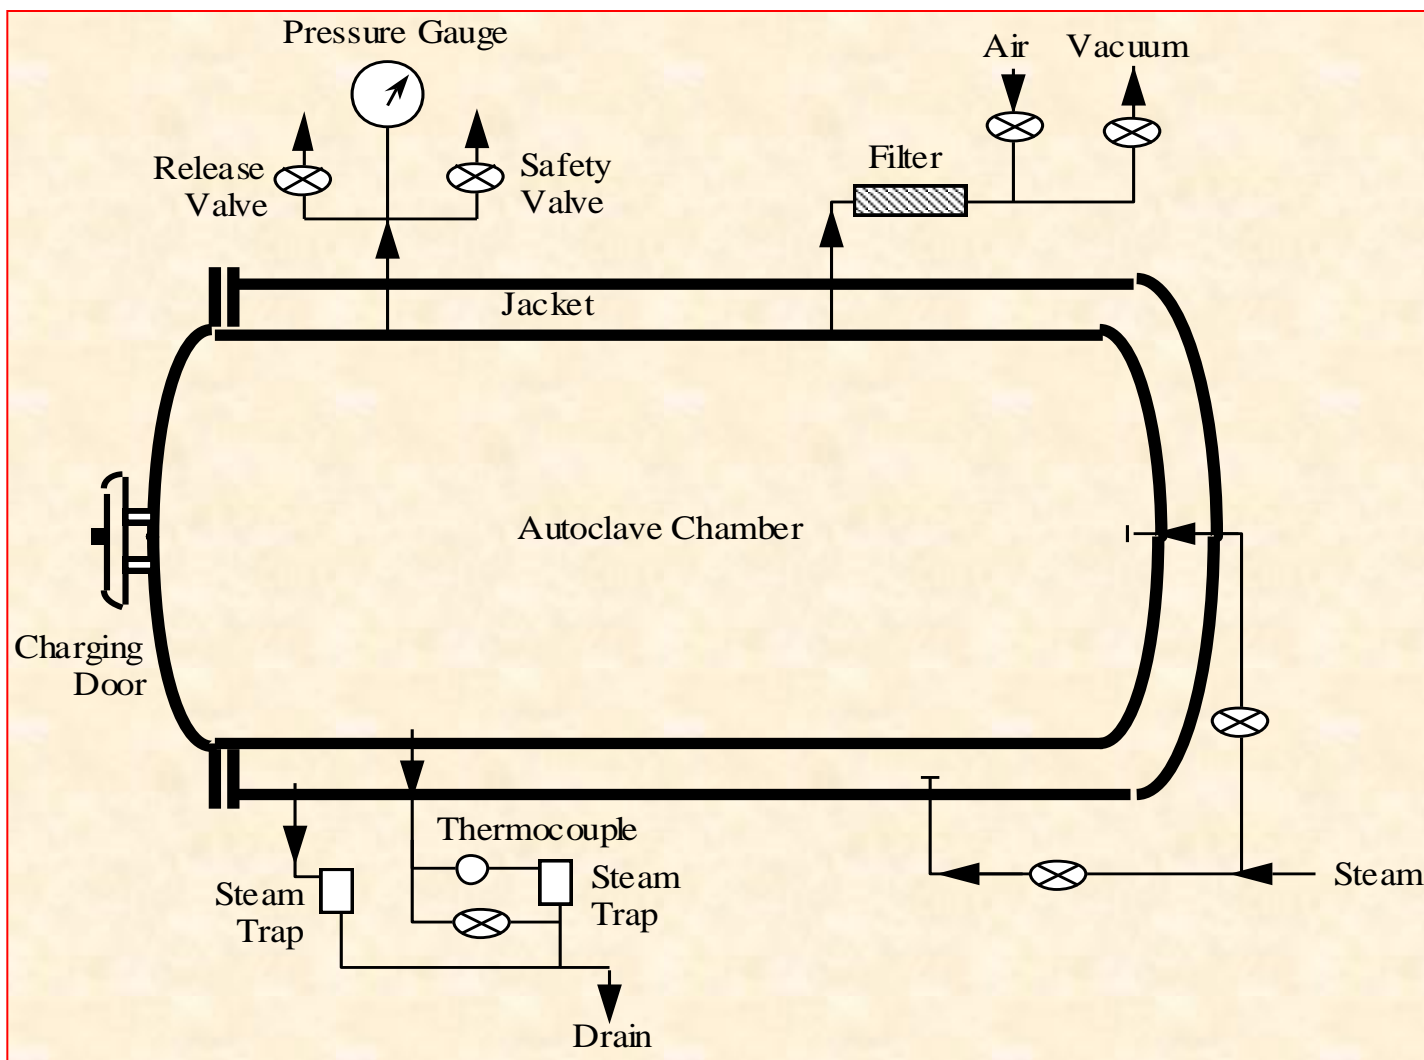 Pressure Gauge
Air
Vacuum
Release
Valve
Safety
Valve
Filter
Jacket
Autoclave Chamber
Charging
Door
Thermocouple
Steam
Trap
Steam
Trap
Steam
Drain